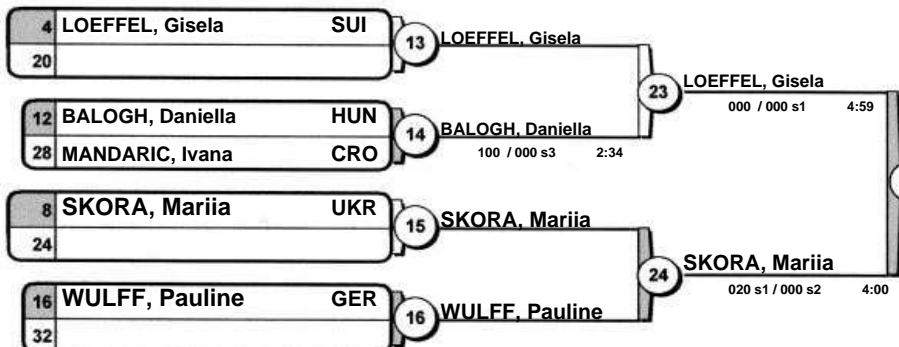 4 LOEFFEL, Gisela SUI
20
13 LOEFFEL, Gisela
12 BALOGH, Daniella HUN
28 MANDARIC, Ivana CRO
14 BALOGH, Daniella
100 / 000 s3 2:34
23 LOEFFEL, Gisela
000 / 000 s1 4:59
8 SKORA, Mariia UKR
24
15 SKORA, Mariia
16 WULFF, Pauline GER
32
16 WULFF, Pauline
24 SKORA, Mariia
020 s1 / 000 s2 4:00